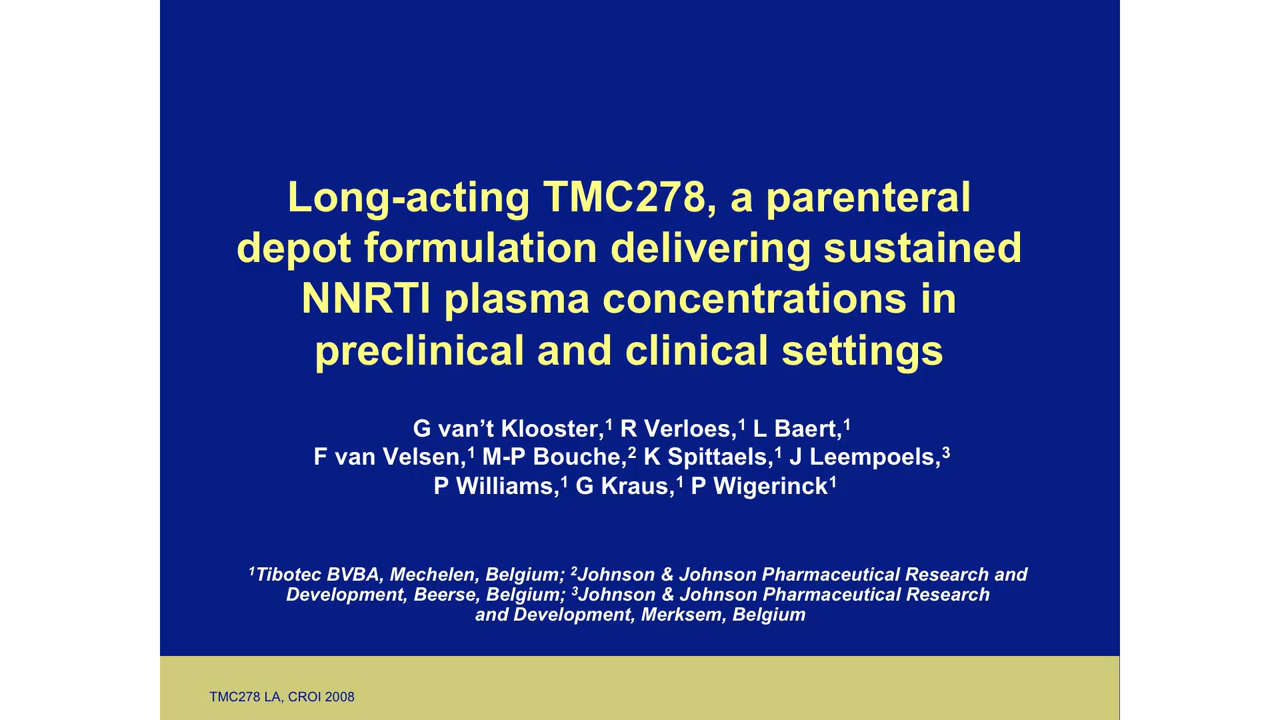 Long-acting TMC278, a parenteral
depot formulation delivering sustained
NNRTI plasma concentrations in
preclinical and clinical settings
G van’t Klooster,¹ R Verloes,¹ L Baert,¹
F van Velsen,¹ M-P Bouche,² K Spittaels,¹ J Leempoels,³
P Williams,¹ G Kraus,¹ P Wigerinck¹
¹Tibotec BVBA, Mechelen, Belgium; ²Johnson & Johnson Pharmaceutical Research and
Development, Beerse, Belgium; ³Johnson & Johnson Pharmaceutical Research
and Development, Merksem, Belgium
TMC278 LA, CROI 2008